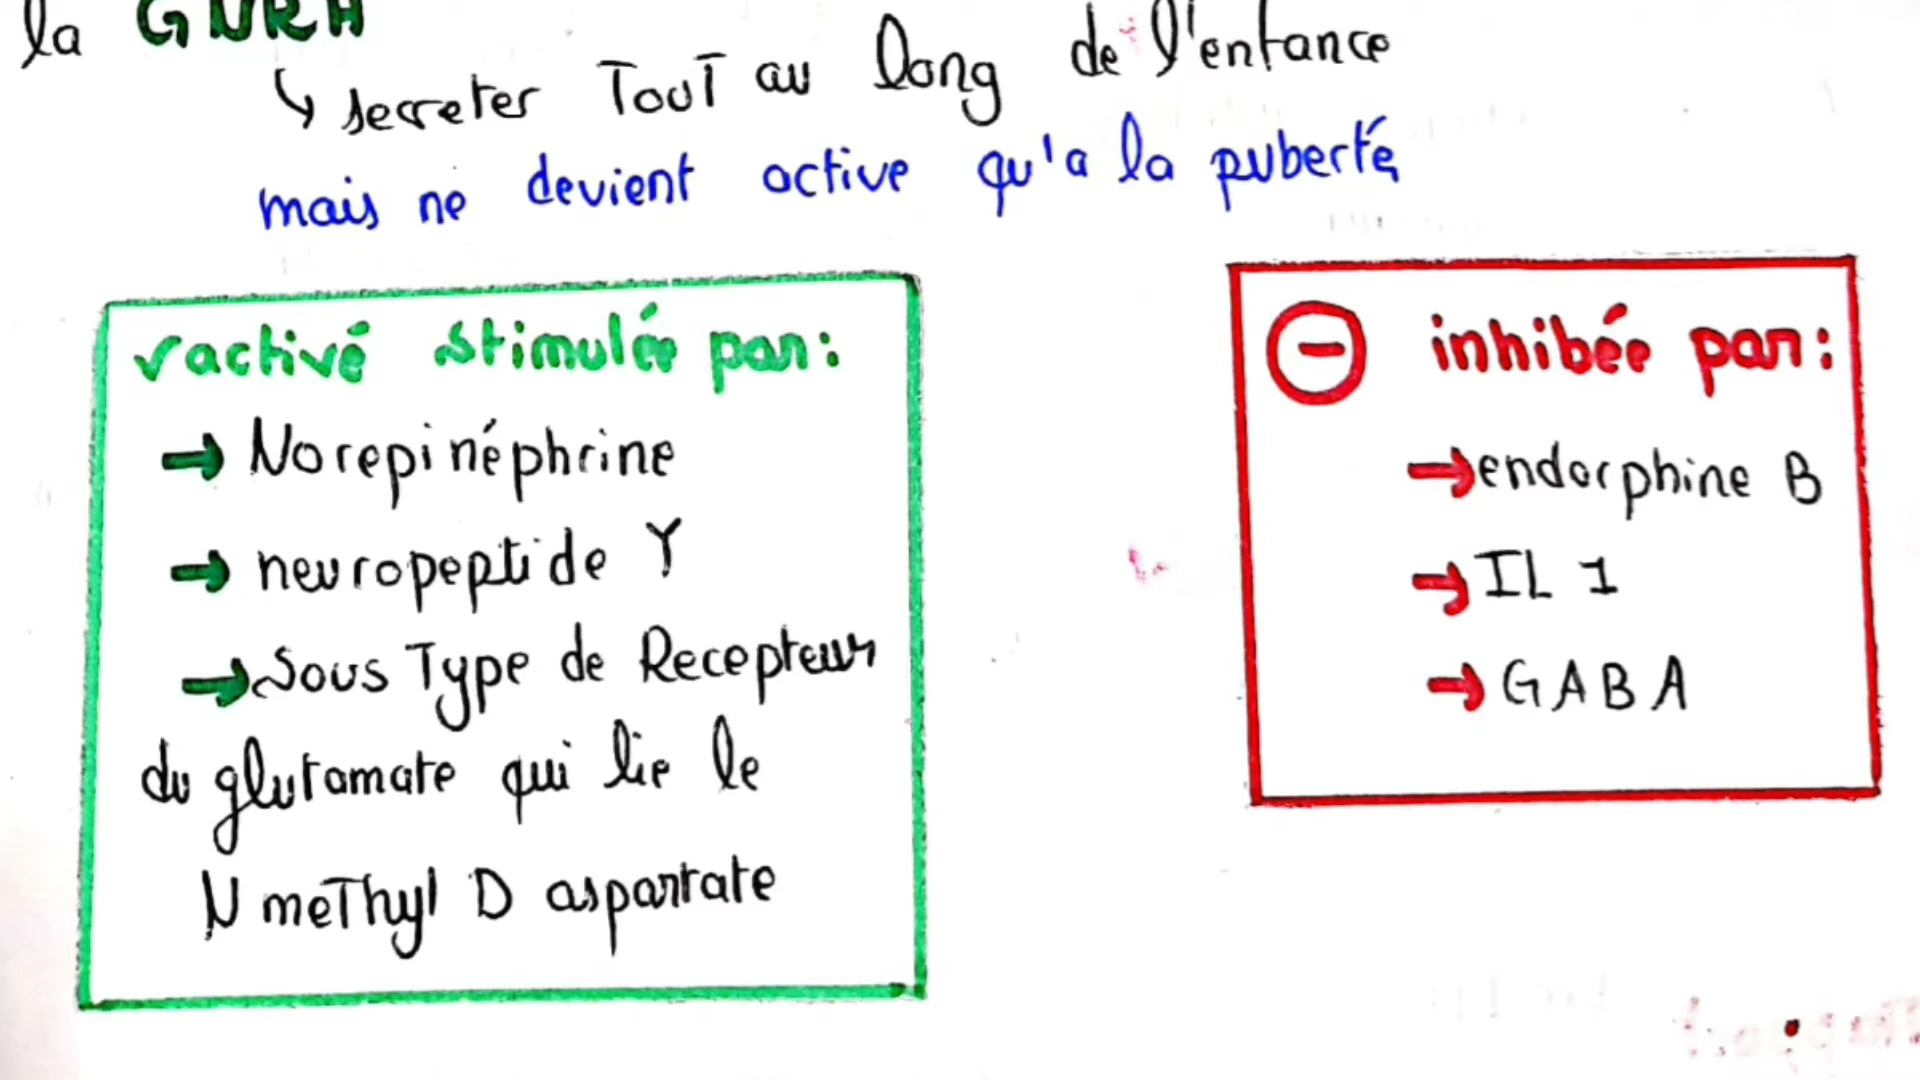 la GNRH
↳ secreter TouT au long de l'enfance
mais ne devient active qu'a la puberté
ractivé stimulée par:
→ Norepinéphrine
→ neuropeptide Y
→ Sous Type de Recepteur
du glutamate qui lie le
N meThyl D aspartate
⊖ inhibée par:
→ endorphine B
→ IL 1
→ GABA